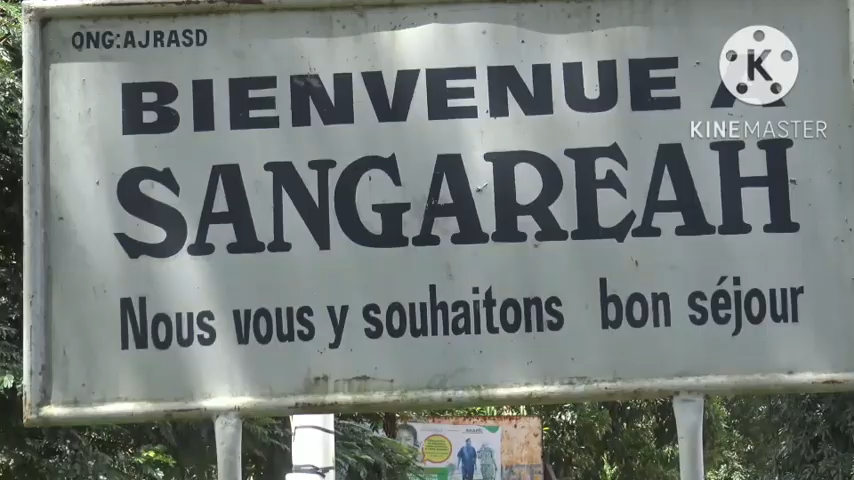 ONG:AJRASD
BIENVENUE A
SANGAREAH
Nous vous y souhaitons bon séjour
K
KINEMASTER